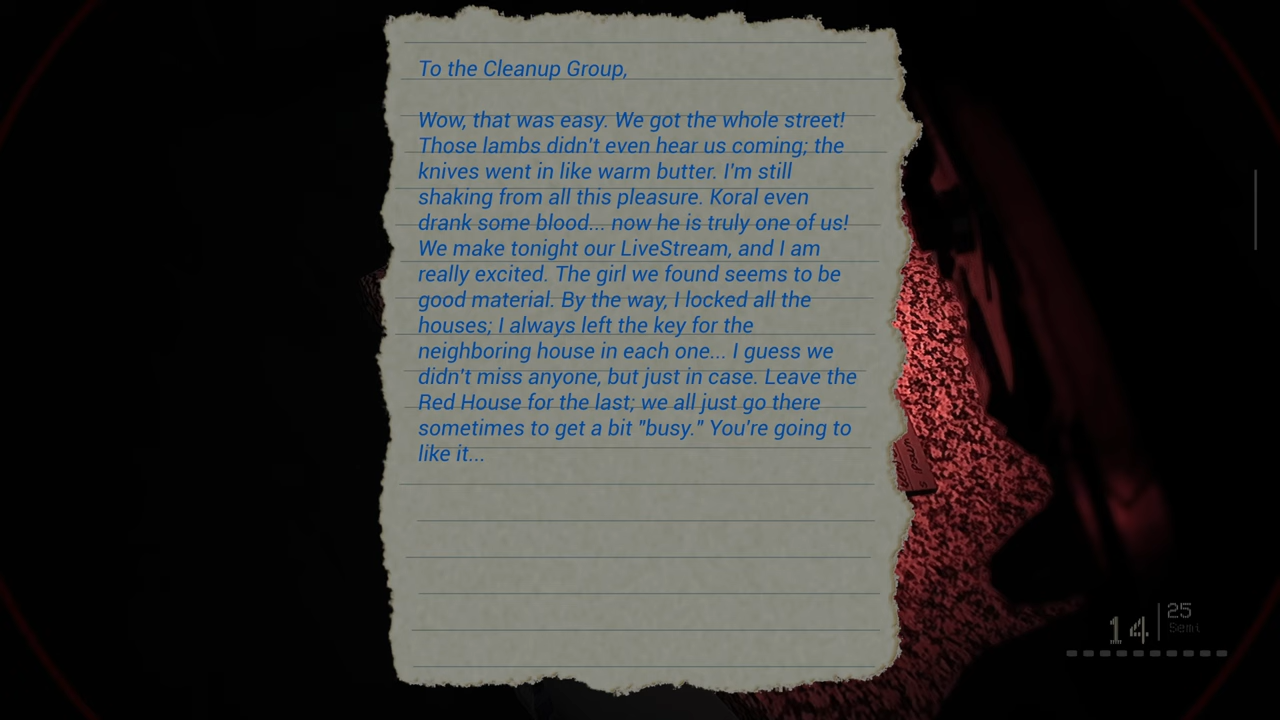 To the Cleanup Group,
Wow, that was easy. We got the whole street!
Those lambs didn't even hear us coming; the
knives went in like warm butter. I'm still
shaking from all this pleasure. Koral even
drank some blood... now he is truly one of us!
We make tonight our LiveStream, and I am
really excited. The girl we found seems to be
good material. By the way, I locked all the
houses; I always left the key for the
neighboring house in each one... I guess we
didn't miss anyone, but just in case. Leave the
Red House for the last; we all just go there
sometimes to get a bit "busy." You're going to
like it...
14
25
Semi